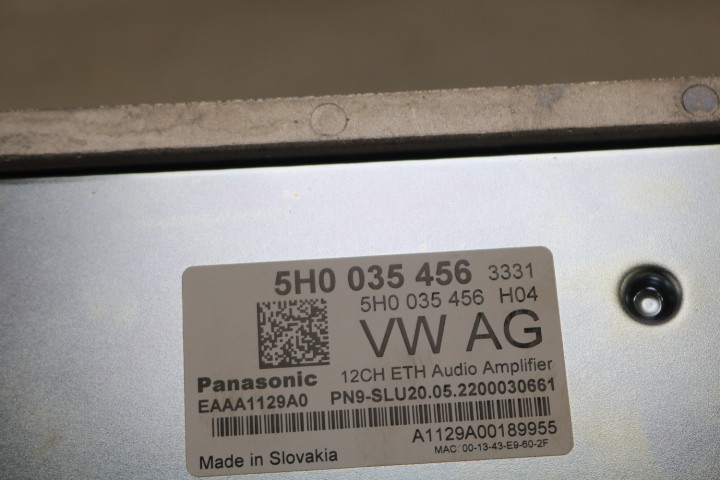 5H0 035 456 3331
5H0 035 456 H04
VW AG
12CH ETH Audio Amplifier
Panasonic
EAAA1129A0 PN9-SLU20.05.2200030661
A1129A00189955
MAC: 00-13-43-E9-60-2F
Made in Slovakia